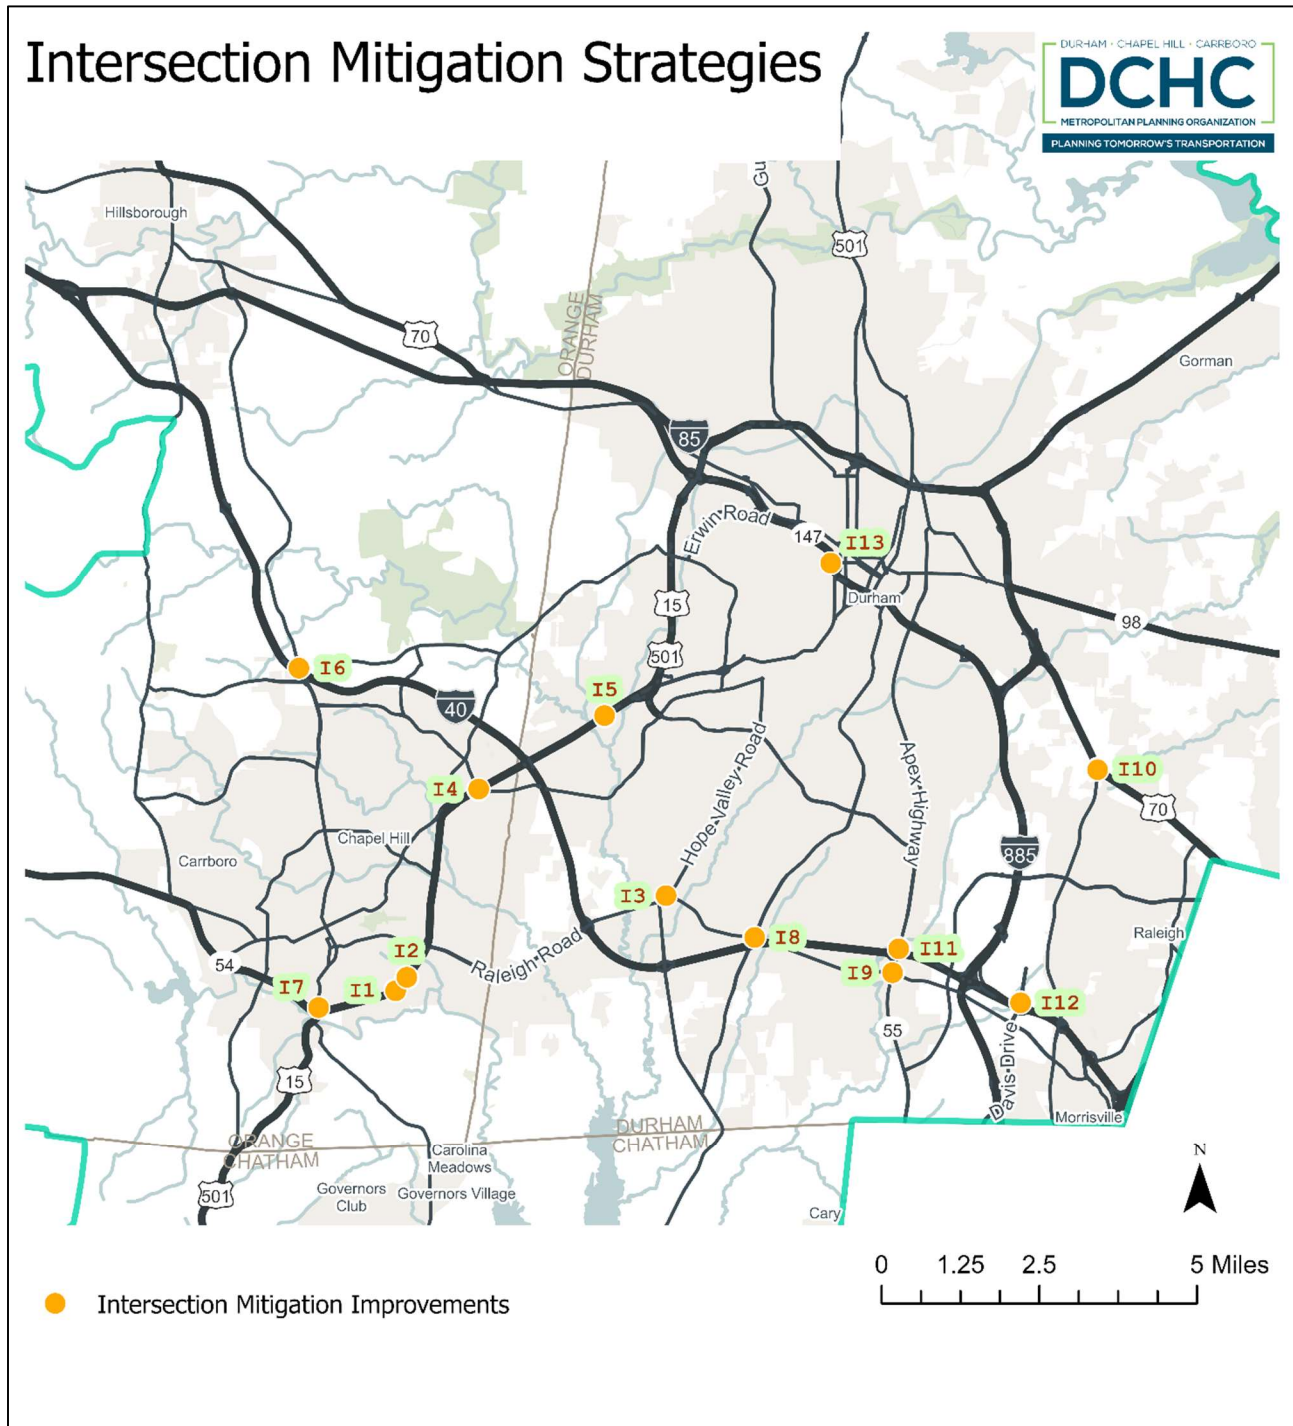 Intersection Mitigation Strategies
DURHAM · CHAPEL HILL · CARRBORO
DCHC
METROPOLITAN PLANNING ORGANIZATION
PLANNING TOMORROW'S TRANSPORTATION
Gu
Hillsborough
501
70
ORANGE
DURHAM
Gorman
85
Erwin Road
147
I13
15
Durham
98
501
I6
I5
40
Hope Valley Road
Apex Highway
I10
I4
70
Chapel Hill
Carrboro
885
I3
I2
Raleigh Road
I8
I11
Raleigh
54
I7
I1
I9
I12
55
15
Davis Drive
Morrisville
ORANGE
CHATHAM
DURHAM
CHATHAM
Carolina
Meadows
Governors
Club
Governors Village
501
Cary
N
0 1.25 2.5 5 Miles
Intersection Mitigation Improvements